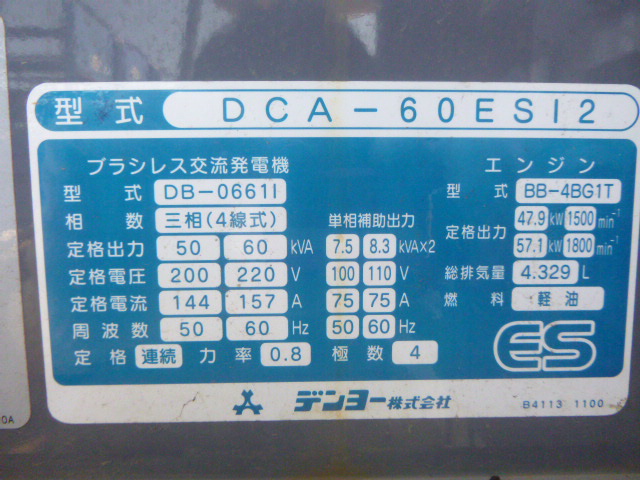 型式 DCA-60ESI2
ブラシレス交流発電機
型式 DB-0661I
相数 三相(4線式) 単相補助出力
定格出力 50 60 kVA 7.5 8.3 kVA×2
定格電圧 200 220 V 100 110 V
定格電流 144 157 A 75 75 A
周波数 50 60 Hz 50 60 Hz
定格 連続 力率 0.8 極数 4
エンジン
型式 BB-4BG1T
定格出力 47.9 kW 1500 min⁻¹
57.1 kW 1800 min⁻¹
総排気量 4.329 L
燃料 軽油
ES
デンヨー株式会社
B4113 1100
0A